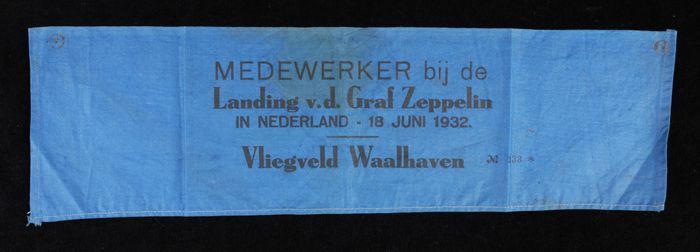 MEDEWERKER bij de
Landing v.d. Graf Zeppelin
IN NEDERLAND - 18 JUNI 1932.
Vliegveld Waalhaven